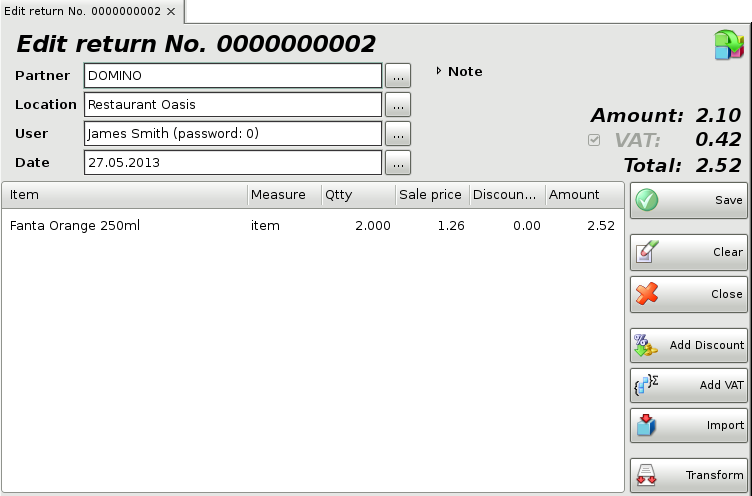 Edit return No. 0000000002 ×
Edit return No. 0000000002
Partner DOMINO ... Note
Location Restaurant Oasis ...
User James Smith (password: 0) ...
Date 27.05.2013 ...
Amount: 2.10
VAT: 0.42
Total: 2.52
Item Measure Qtty Sale price Discoun... Amount
Fanta Orange 250ml item 2.000 1.26 0.00 2.52
Save
Clear
Close
Add Discount
Add VAT
Import
Transform